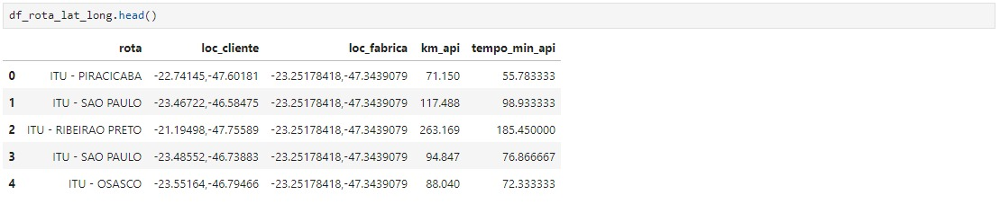 df_rota_lat_long.head()
rota loc_cliente loc_fabrica km_api tempo_min_api
0 ITU - PIRACICABA -22.74145,-47.60181 -23.25178418,-47.3439079 71.150 55.783333
1 ITU - SAO PAULO -23.46722,-46.58475 -23.25178418,-47.3439079 117.488 98.933333
2 ITU - RIBEIRAO PRETO -21.19498,-47.75589 -23.25178418,-47.3439079 263.169 185.450000
3 ITU - SAO PAULO -23.48552,-46.73883 -23.25178418,-47.3439079 94.847 76.866667
4 ITU - OSASCO -23.55164,-46.79466 -23.25178418,-47.3439079 88.040 72.333333